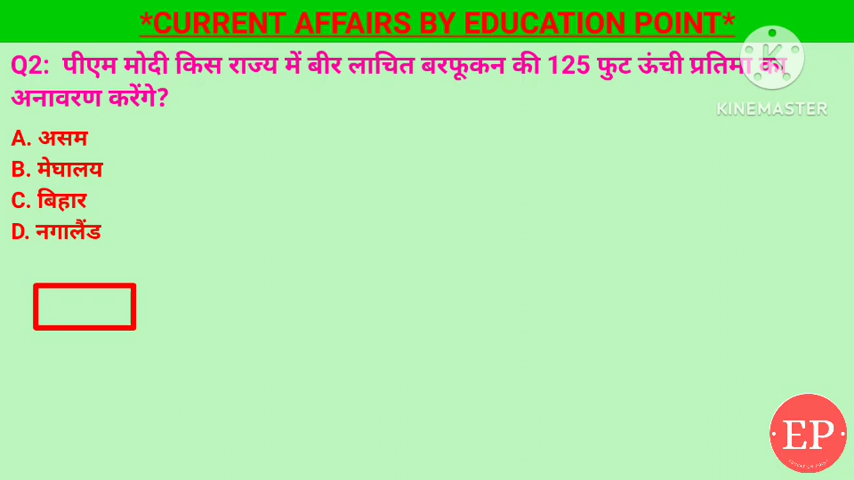 *CURRENT AFFAIRS BY EDUCATION POINT*
Q2: पीएम मोदी किस राज्य में बीर लाचित बरफूकन की 125 फुट ऊंची प्रतिमा का
अनावरण करेंगे?
KINEMASTER
A. असम
B. मेघालय
C. बिहार
D. नगालैंड
EP